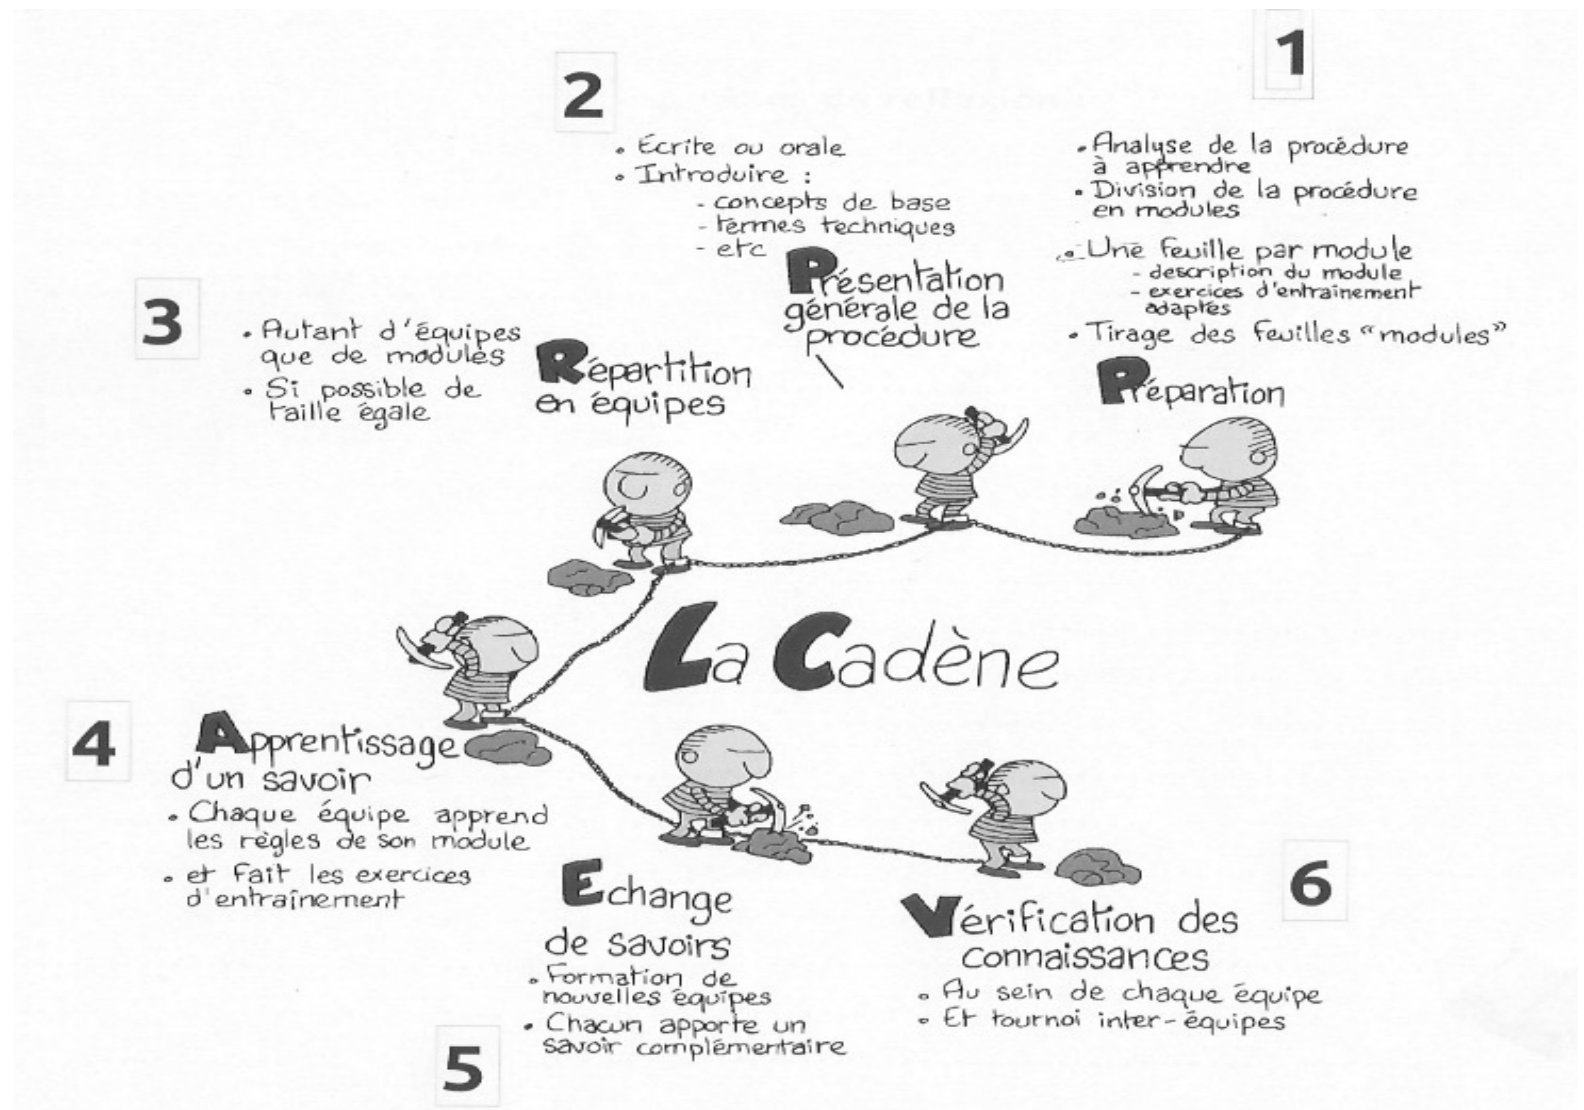 1
• Analyse de la procédure
à apprendre
• Division de la procédure
en modules
• Une feuille par module
- description du module
- exercices d'entraînement
adaptés
• Tirage des feuilles "modules"
Préparation
2
• Ecrite ou orale
• Introduire :
- concepts de base
- termes techniques
- etc
Présentation
générale de la
procédure
3
• Autant d'équipes
que de modules
• Si possible de
taille égale
Répartition
en équipes
La Cadène
4
Apprentissage
d'un savoir
• Chaque équipe apprend
les règles de son module
• et fait les exercices
d'entraînement
Echange
de savoirs
• Formation de
nouvelles équipes
• Chacun apporte un
savoir complémentaire
5
6
Vérification des
connaissances
• Au sein de chaque équipe
• Et tournoi inter-équipes